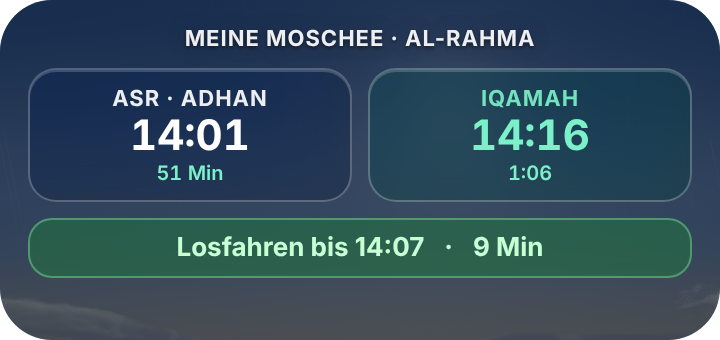 MEINE MOSCHEE · AL-RAHMA
ASR · ADHAN
14:01
51 Min
IQAMAH
14:16
1:06
Losfahren bis 14:07 · 9 Min